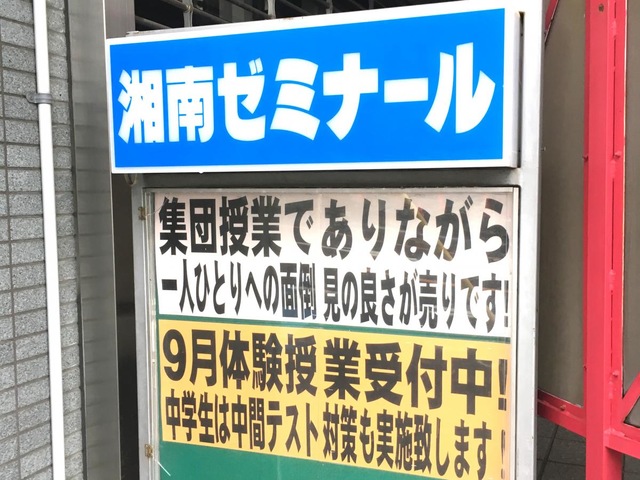 湘南ゼミナール
集団授業でありながら
一人ひとりへの面倒見の良さが売りです!
9月体験授業受付中!
中学生は中間テスト対策も実施致します!